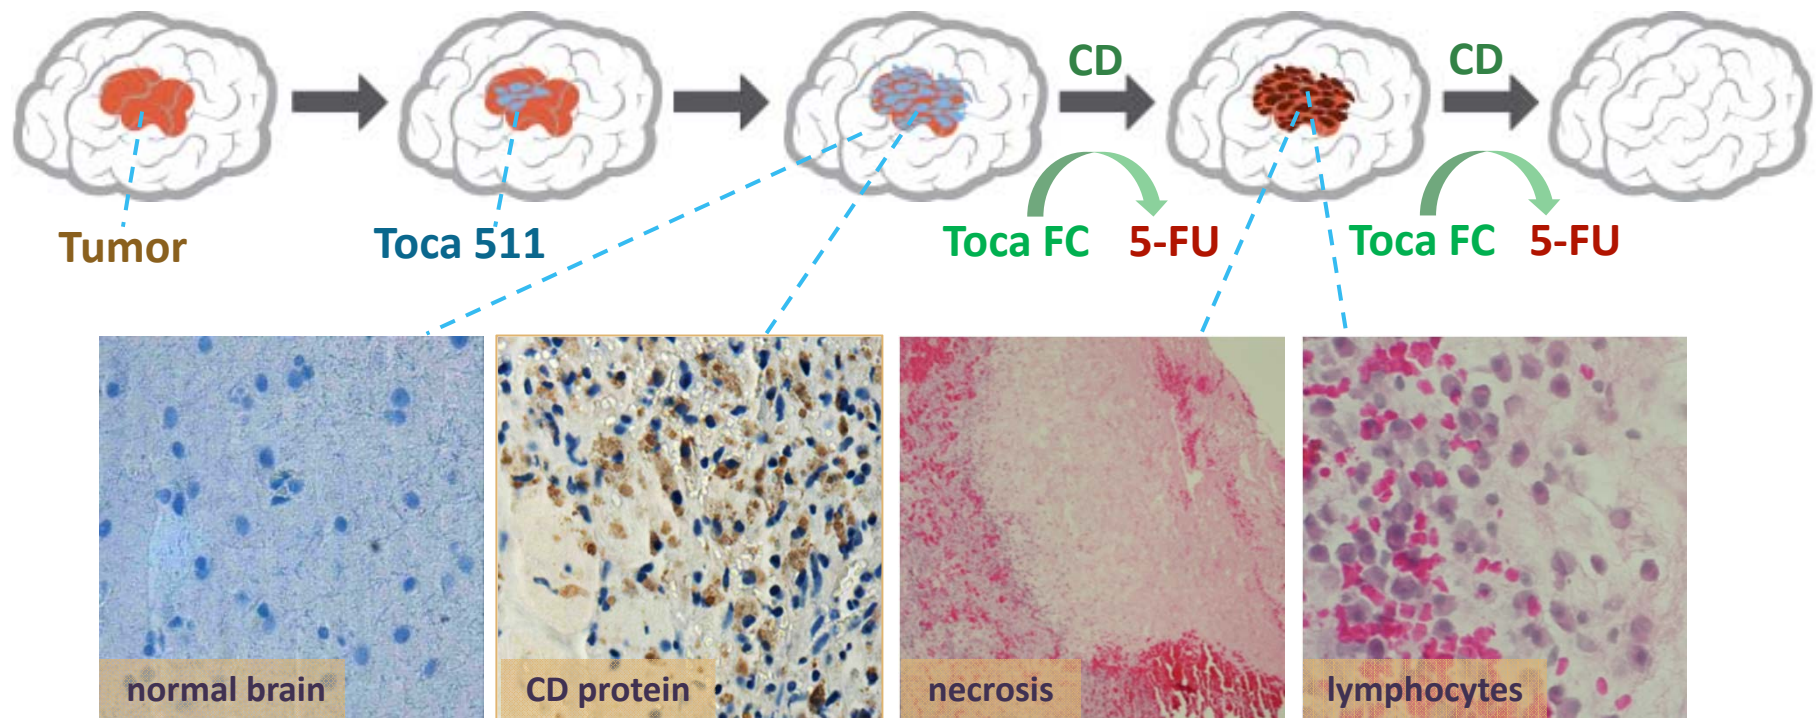 CD
CD
Tumor
Toca 511
Toca FC
5-FU
Toca FC
5-FU
normal brain
CD protein
necrosis
lymphocytes